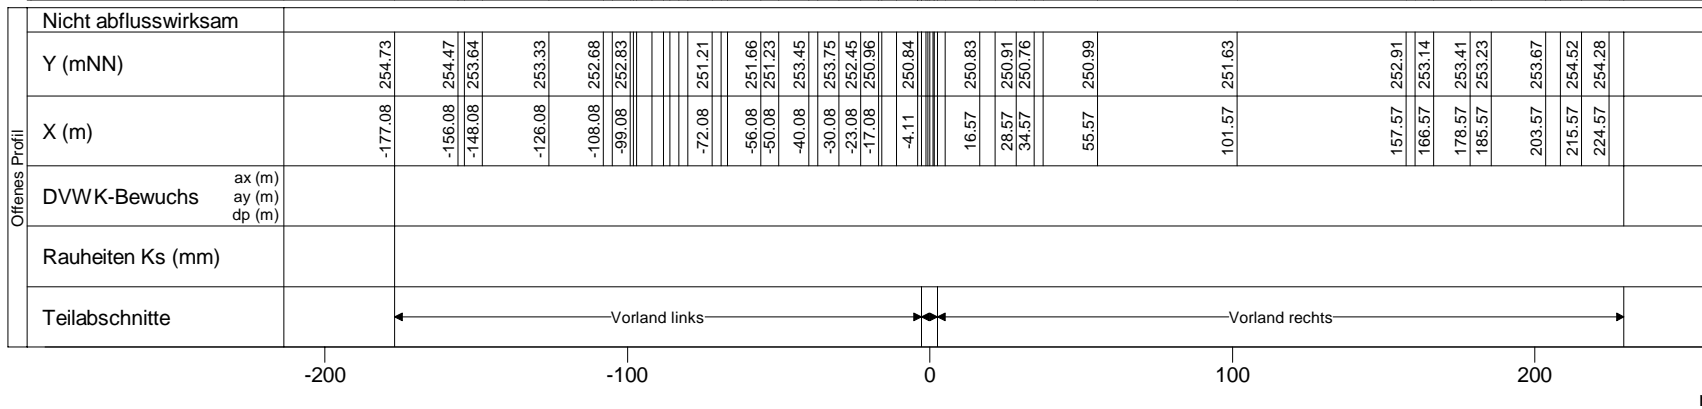 Offenes Profil
Nicht abflusswirksam
Y (mNN) 254.73 254.47 253.64 253.33 252.68 252.83 251.21 251.66 251.23 253.45 253.75 252.45 250.96 250.84 250.83 250.91 250.76 250.99 251.63 252.91 253.14 253.41 253.23 253.67 254.52 254.28
X (m) -177.08 -156.08 -148.08 -126.08 -108.08 -99.08 -72.08 -56.08 -50.08 -40.08 -30.08 -23.08 -17.08 -4.11 16.57 28.57 34.57 55.57 101.57 157.57 166.57 178.57 185.57 203.57 215.57 224.57
DVWK-Bewuchs
ax (m)
ay (m)
dp (m)
Rauheiten Ks (mm)
Teilabschnitte Vorland links Vorland rechts
-200 -100 0 100 200